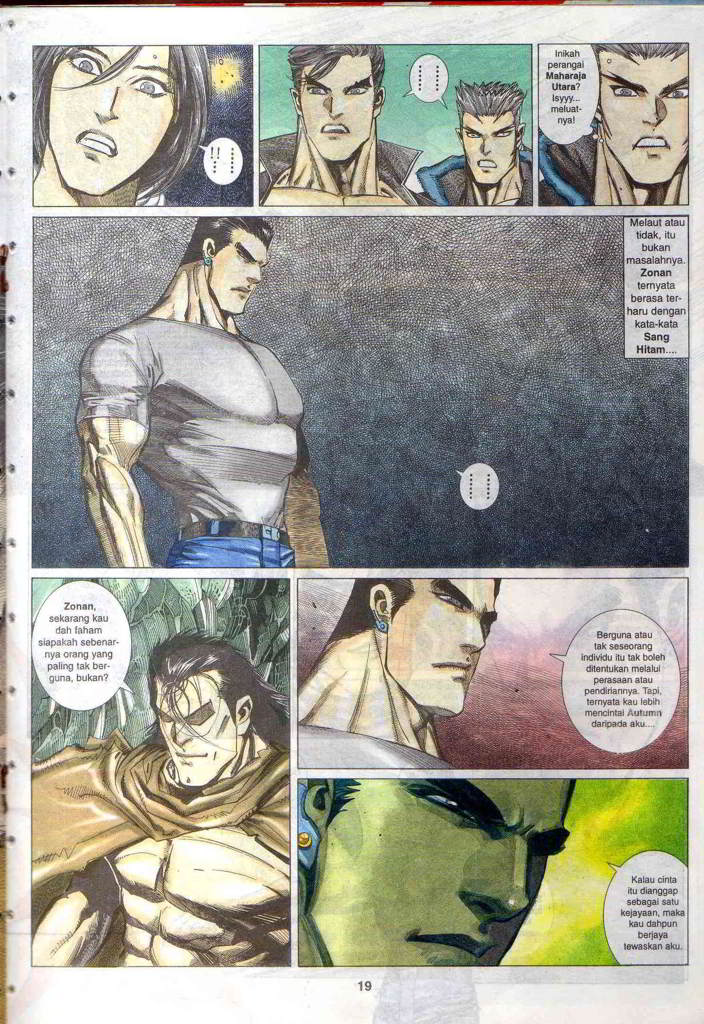 !! ⋮ ⋮
⋮ ⋮
Inikah
perangai
Maharaja
Utara?
Isyyy...
meluat-
nya!
Melaut atau
tidak, itu
bukan
masalahnya.
Zonan
ternyata
berasa ter-
haru dengan
kata-kata
Sang
Hitam....
⋮ ⋮
Zonan,
sekarang kau
dah faham
siapakah sebenar-
nya orang yang
paling tak ber-
guna, bukan?
Berguna atau
tak seseorang
individu itu tak boleh
ditentukan melalui
perasaan atau
pendiriannya. Tapi,
ternyata kau lebih
mencintai Autumn
daripada aku....
Kalau cinta
itu dianggap
sebagai satu
kejayaan, maka
kau dahpun
berjaya
tewaskan aku.
19